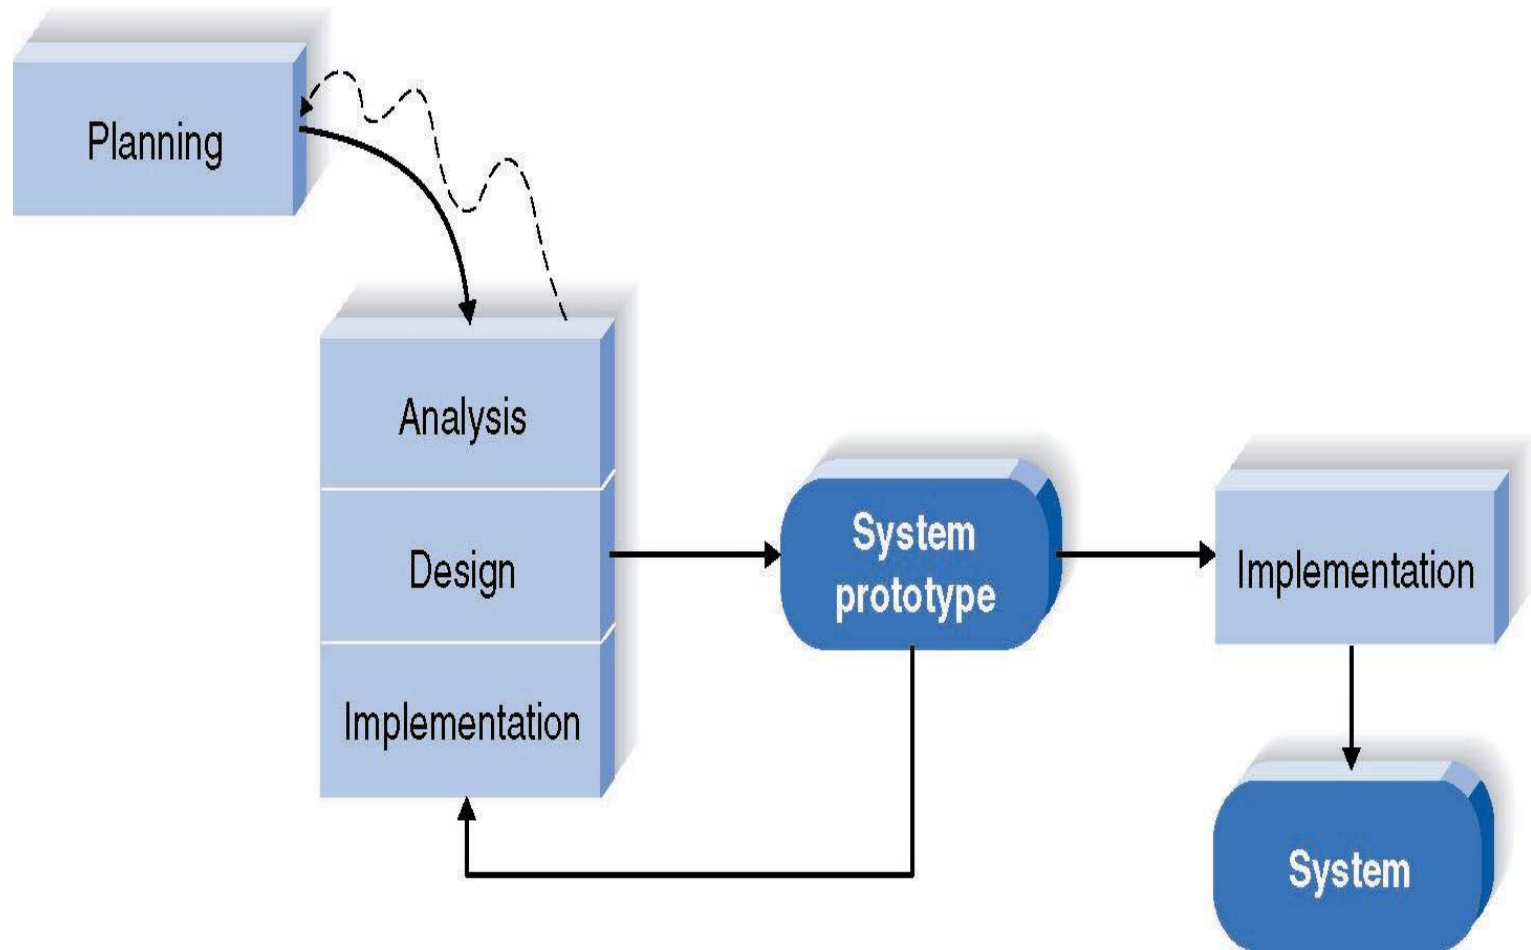 Planning
Analysis
Design
Implementation
System
prototype
Implementation
System